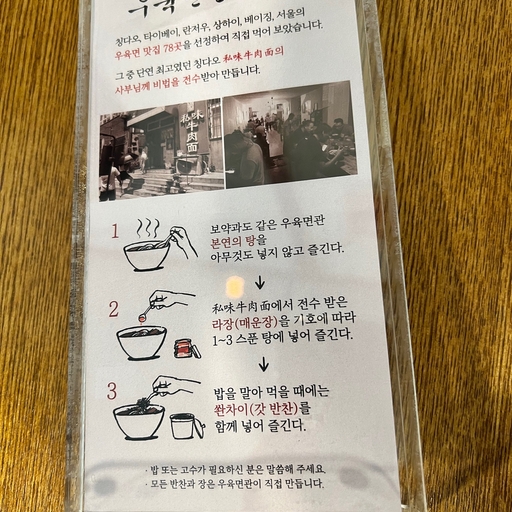 칭다오, 타이베이, 란저우, 상하이, 베이징, 서울의
우육면 맛집 78곳을 선정하여 직접 먹어 보았습니다.
그 중 단연 최고였던 칭다오 私味牛肉面의
사부님께 비법을 전수받아 만듭니다.
私味
牛肉面
1
보약과도 같은 우육면관
본연의 탕을
아무것도 넣지 않고 즐긴다.
2
私味牛肉面에서 전수 받은
라장(매운장)을 기호에 따라
1~3 스푼 탕에 넣어 즐긴다.
3
밥을 말아 먹을 때에는
쏸차이(갓 반찬)를
함께 넣어 즐긴다.
· 밥 또는 고수가 필요하신 분은 말씀해 주세요.
· 모든 반찬과 장은 우육면관이 직접 만듭니다.